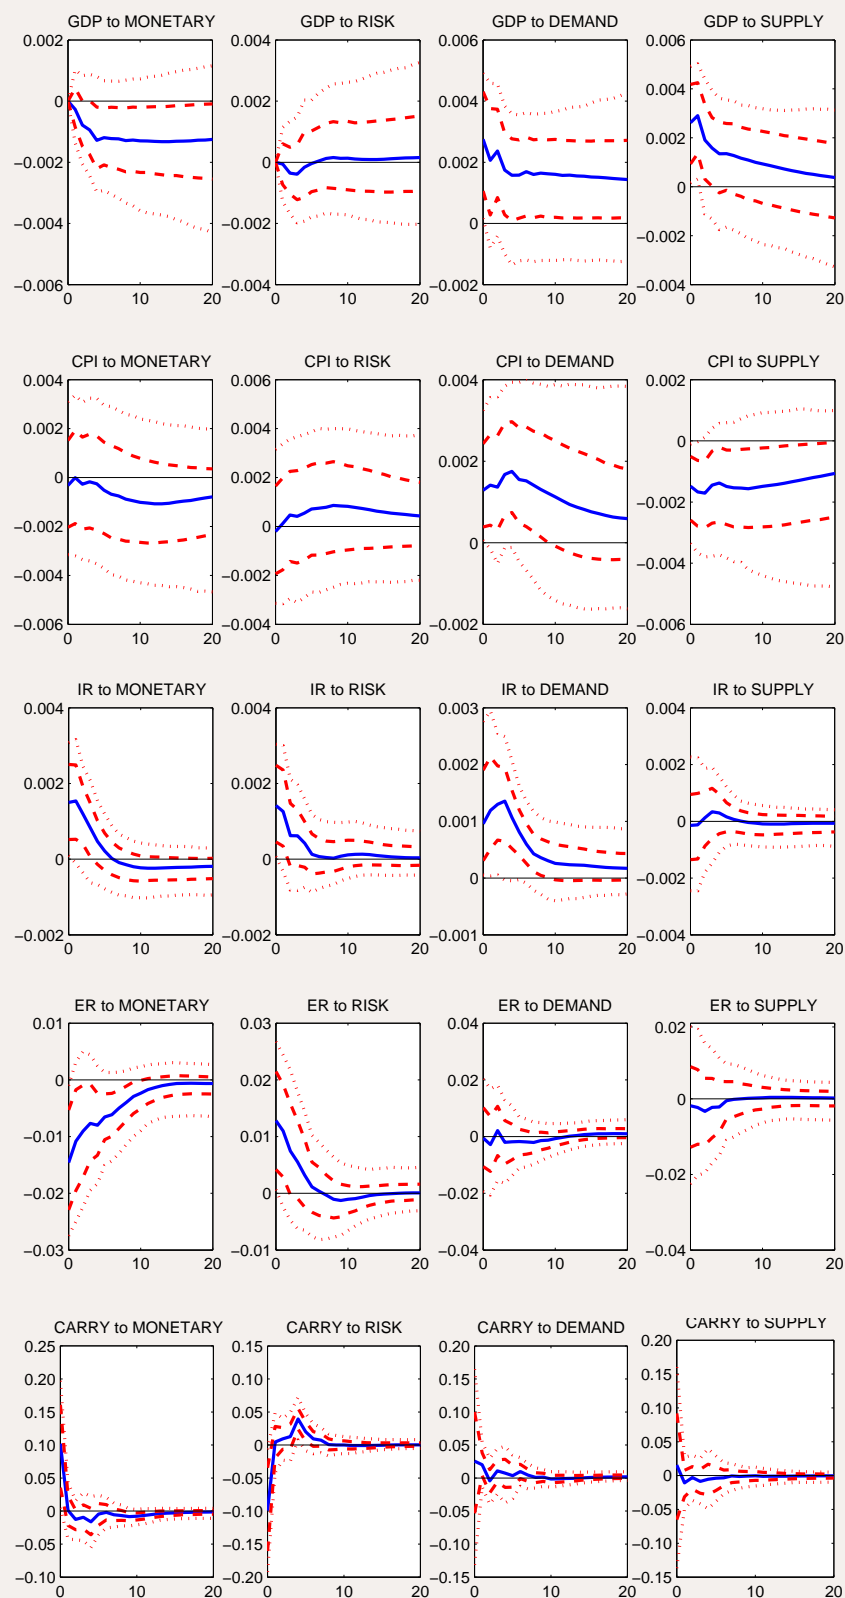 GDP to MONETARY GDP to RISK GDP to DEMAND GDP to SUPPLY
0.002 0.004 0.006 0.006
0 0.002 0.004 0.004
−0.002 0 0.002 0.002
−0.004 −0.002 0 0
−0.002
−0.006 −0.004 −0.002 −0.004
0 10 20 0 10 20 0 10 20 0 10 20
CPI to MONETARY CPI to RISK CPI to DEMAND CPI to SUPPLY
0.004 0.006 0.004 0.002
0.002 0.004 0.002 0
0 0.002 0 −0.002
−0.002 0
−0.004 −0.002 −0.004
−0.006 −0.004 −0.002 −0.006
0 10 20 0 10 20 0 10 20 0 10 20
IR to MONETARY IR to RISK IR to DEMAND IR to SUPPLY
0.004 0.004 0.003 0.004
0.002 0.002 0.002 0.002
0 0 0.001 0
0 −0.002
−0.002 −0.002 −0.001 −0.004
0 10 20 0 10 20 0 10 20 0 10 20
ER to MONETARY ER to RISK ER to DEMAND ER to SUPPLY
0.01 0.03 0.04 0.02
0 0.02 0.02 0
−0.01 0.01 0 −0.02
−0.02 0 −0.02
−0.03 −0.01 −0.04 −0.04
0 10 20 0 10 20 0 10 20 0 10 20
CARRY to MONETARY CARRY to RISK CARRY to DEMAND CARRY to SUPPLY
0.25 0.15 0.20 0.20
0.20 0.10 0.15 0.15
0.15 0.05 0.10 0.10
0.10 0 0.05 0.05
0.05 −0.05 0 0
0 −0.10 −0.05 −0.05
−0.05 −0.15 −0.10 −0.10
−0.10 −0.20 −0.15 −0.15
0 10 20 0 10 20 0 10 20 0 10 20